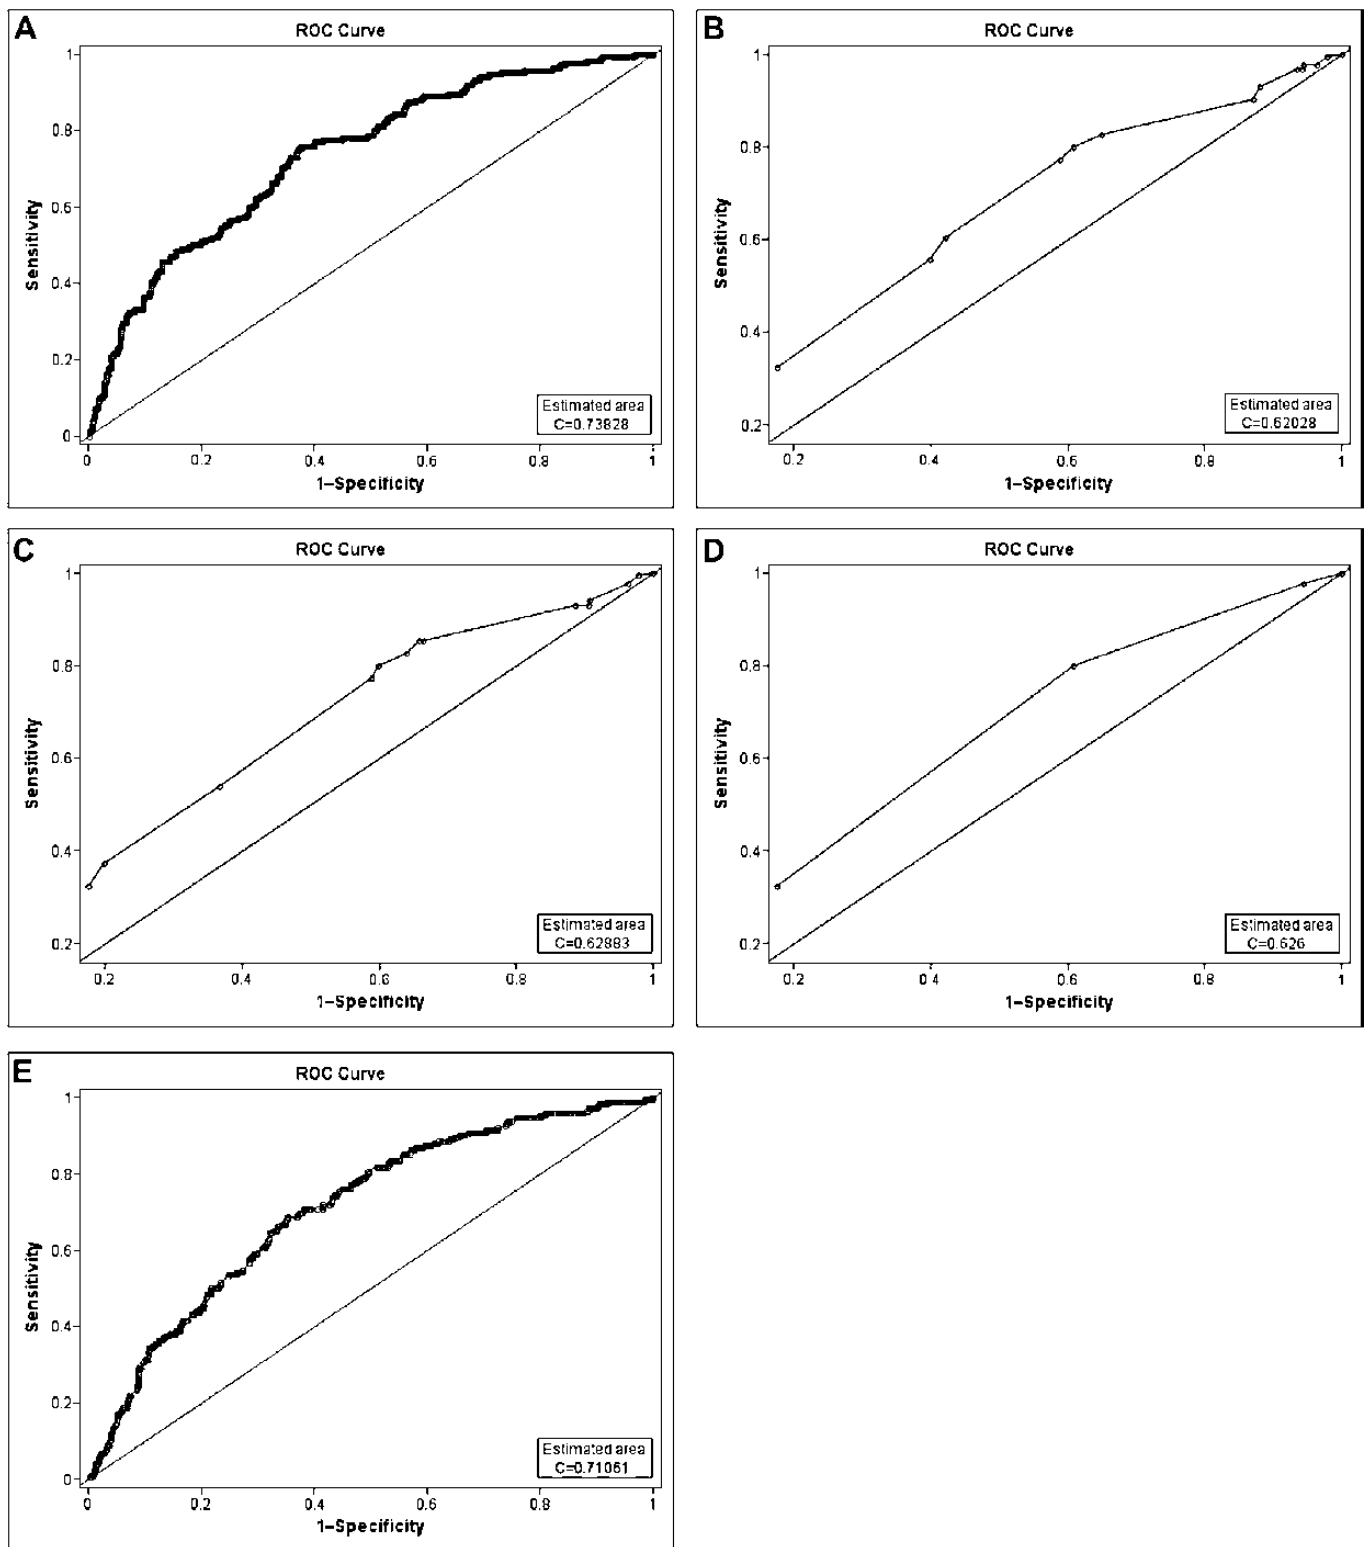 A
ROC Curve
1
0.8
0.6
0.4
0.2
0
Sensitivity
Estimated area
C=0.73828
0 0.2 0.4 0.6 0.8 1
1–Specificity
B
ROC Curve
1
0.8
0.6
0.4
0.2
Sensitivity
Estimated area
C=0.62028
0.2 0.4 0.6 0.8 1
1–Specificity
C
ROC Curve
1
0.8
0.6
0.4
0.2
Sensitivity
Estimated area
C=0.62883
0.2 0.4 0.6 0.8 1
1–Specificity
D
ROC Curve
1
0.8
0.6
0.4
0.2
Sensitivity
Estimated area
C=0.626
0.2 0.4 0.6 0.8 1
1–Specificity
E
ROC Curve
1
0.8
0.6
0.4
0.2
0
Sensitivity
Estimated area
C=0.71061
0 0.2 0.4 0.6 0.8 1
1–Specificity